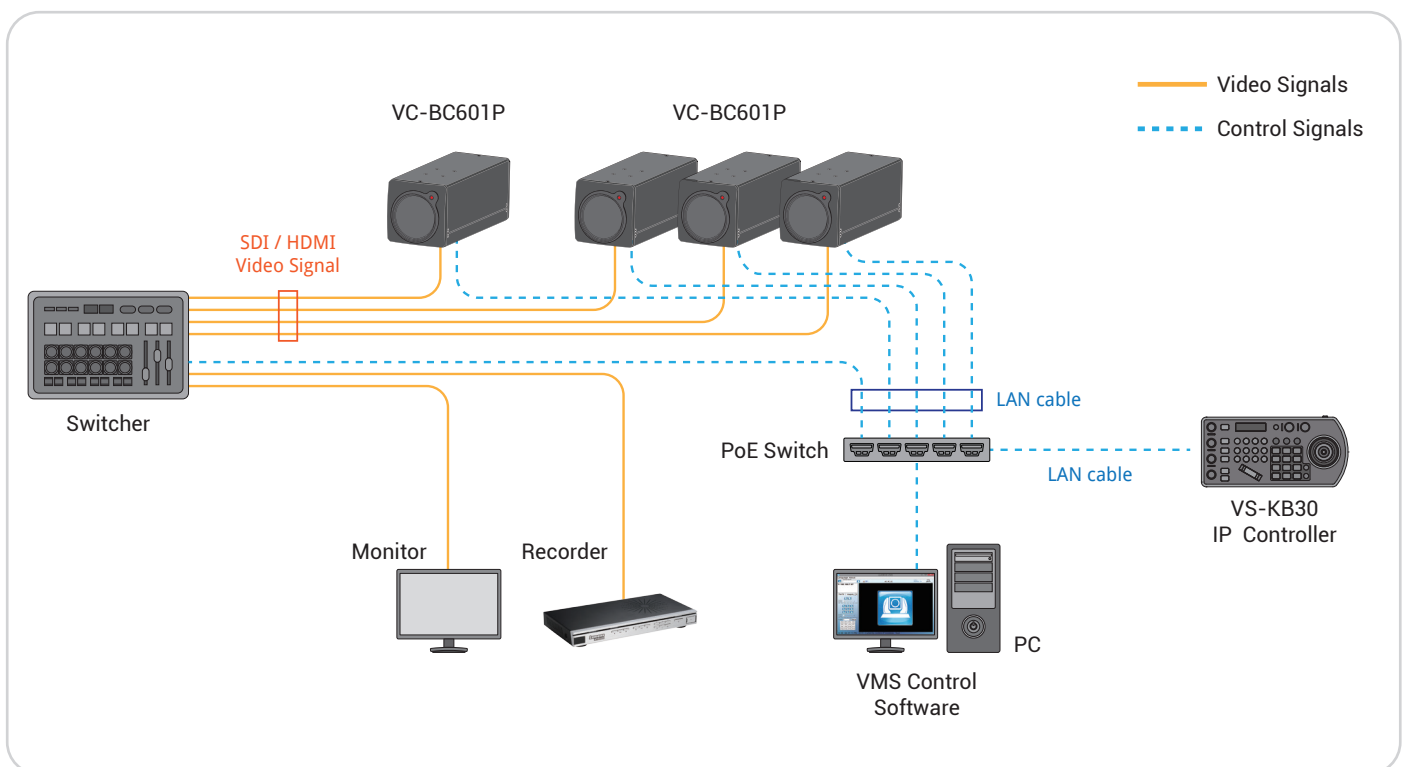 Video Signals
Control Signals
VC-BC601P
VC-BC601P
SDI / HDMI
Video Signal
Switcher
LAN cable
PoE Switch
LAN cable
VS-KB30
IP Controller
Monitor
Recorder
PC
VMS Control
Software